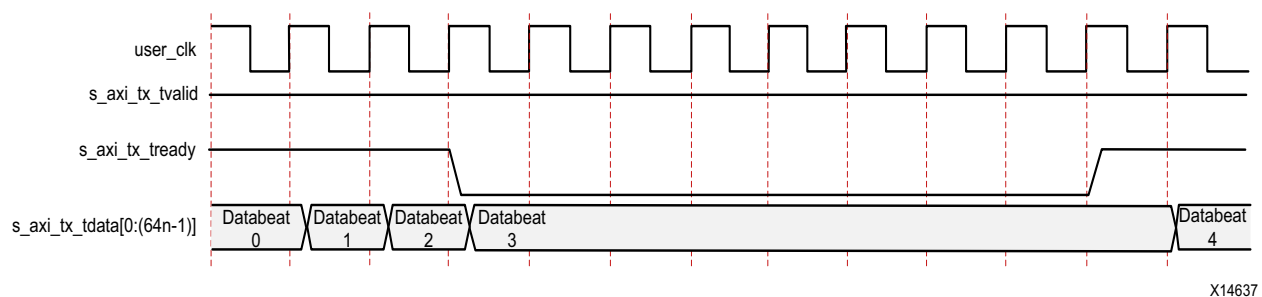 user_clk
s_axi_tx_tvalid
s_axi_tx_tready
s_axi_tx_tdata[0:(64n-1)]
Databeat
0
Databeat
1
Databeat
2
Databeat
3
Databeat
4
X14637